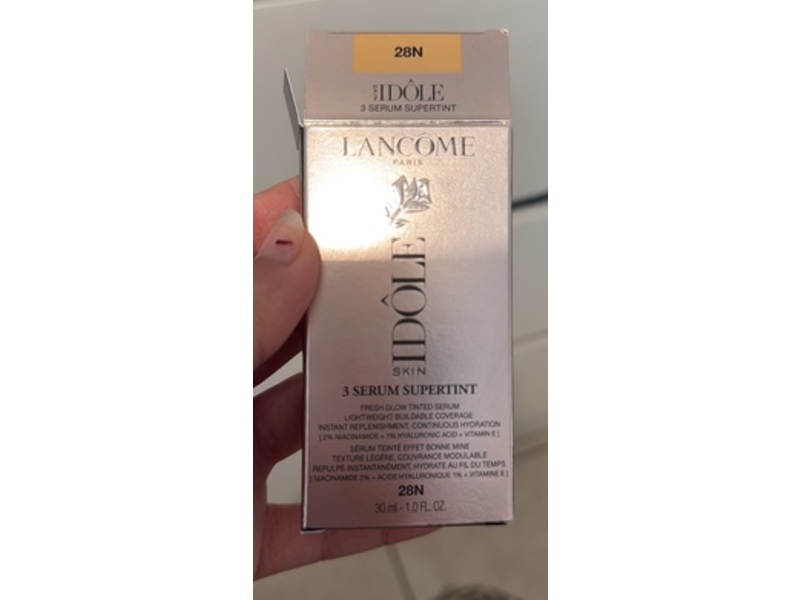 28N
SKIN IDÔLE
3 SERUM SUPERTINT
LANCÔME
PARIS
SKIN IDÔLE
3 SERUM SUPERTINT
FRESH GLOW TINTED SERUM
LIGHTWEIGHT BUILDABLE COVERAGE
INSTANT REPLENISHMENT, CONTINUOUS HYDRATION
[ 2% NIACINAMIDE + 1% HYALURONIC ACID + VITAMIN E ]
SÉRUM TEINTÉ EFFET BONNE MINE
TEXTURE LÉGÈRE, COUVRANCE MODULABLE
REPULPE INSTANTANÉMENT, HYDRATE AU FIL DU TEMPS
[ NIACINAMIDE 2% + ACIDE HYALURONIQUE 1% + VITAMINE E ]
28N
30 ml - 1.0 FL. OZ.